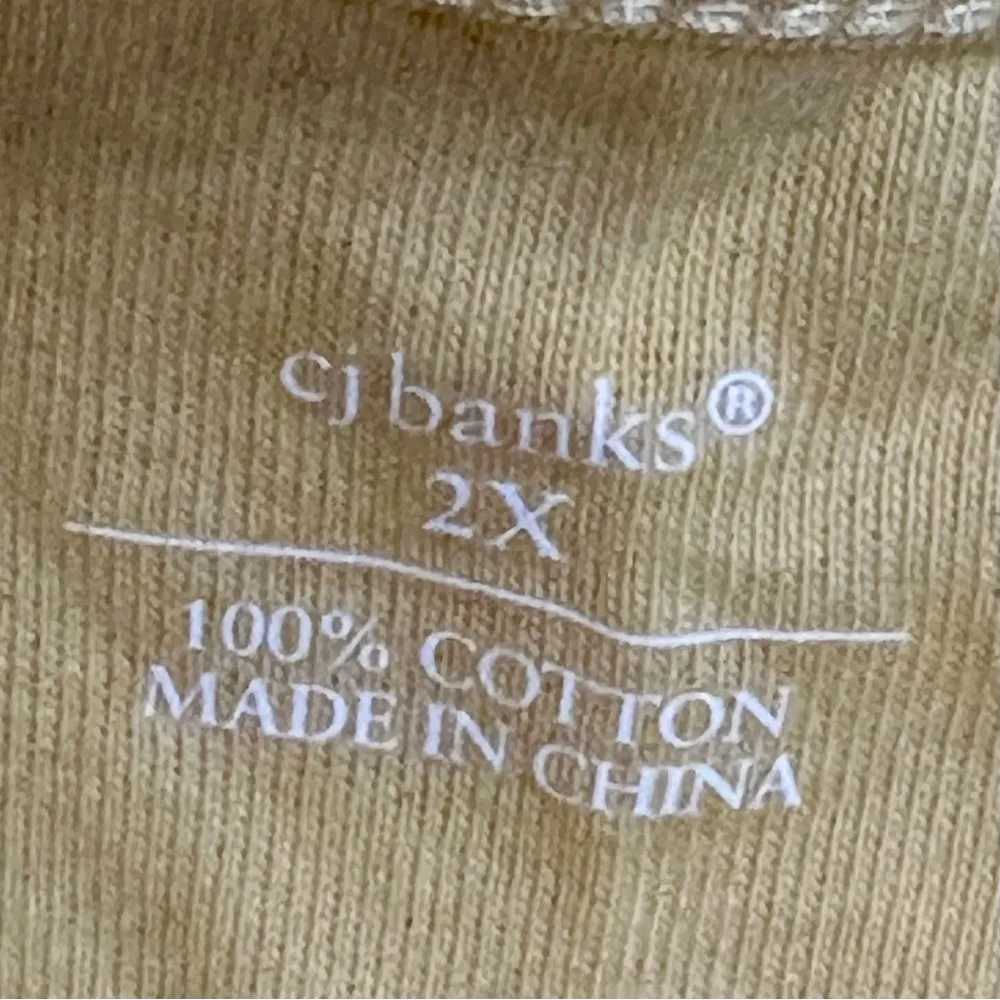 cj banks®
2X
100% COTTON
MADE IN CHINA